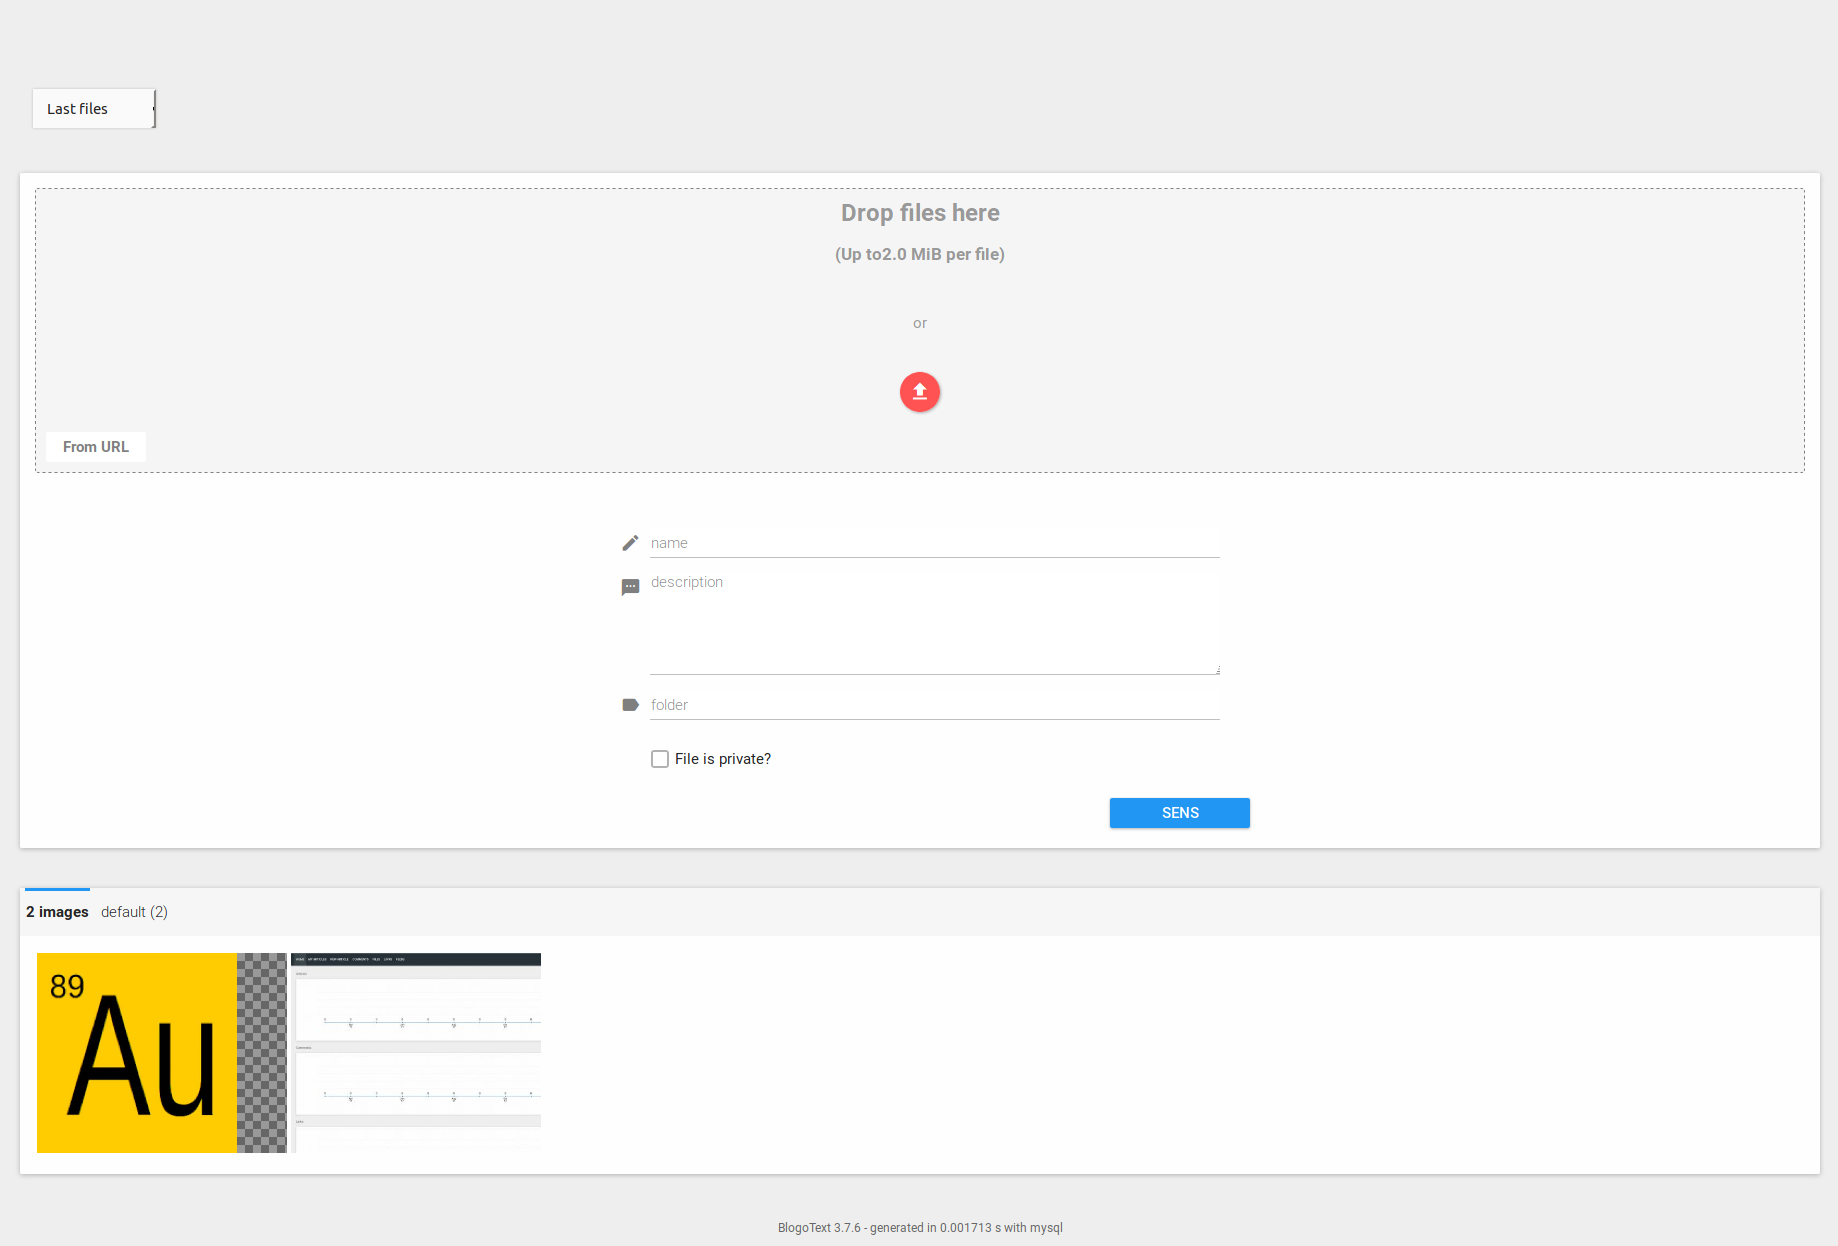 Last files
Drop files here
(Up to2.0 MiB per file)
or
From URL
name
description
folder
File is private?
SENS
2 images default (2)
89
Au
BlogoText 3.7.6 - generated in 0.001713 s with mysql